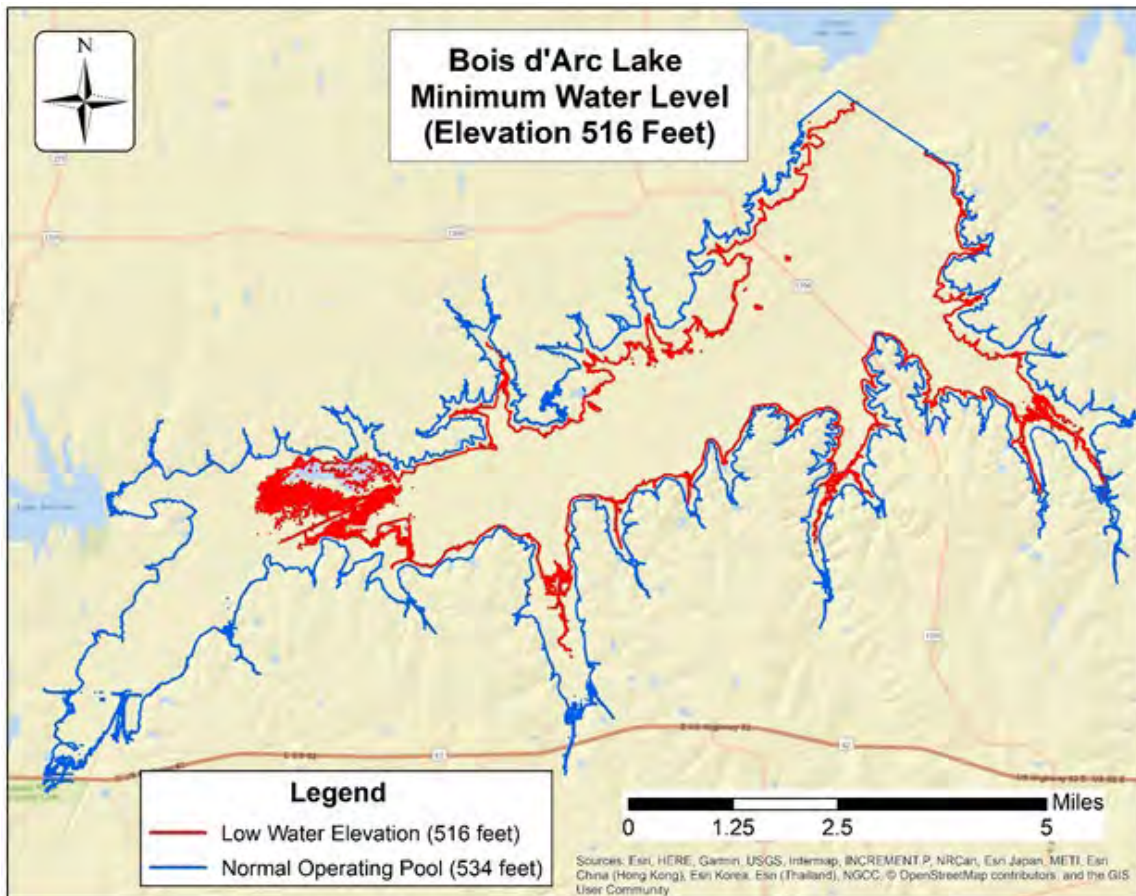 N
Bois d'Arc Lake
Minimum Water Level
(Elevation 516 Feet)
Legend
Low Water Elevation (516 feet)
Normal Operating Pool (534 feet)
Miles
0 1.25 2.5 5
Sources: Esri, HERE, Garmin, USGS, Intermap, INCREMENT P, NRCan, Esri Japan, METI, Esri
China (Hong Kong), Esri Korea, Esri (Thailand), NGCC, © OpenStreetMap contributors, and the GIS
User Community